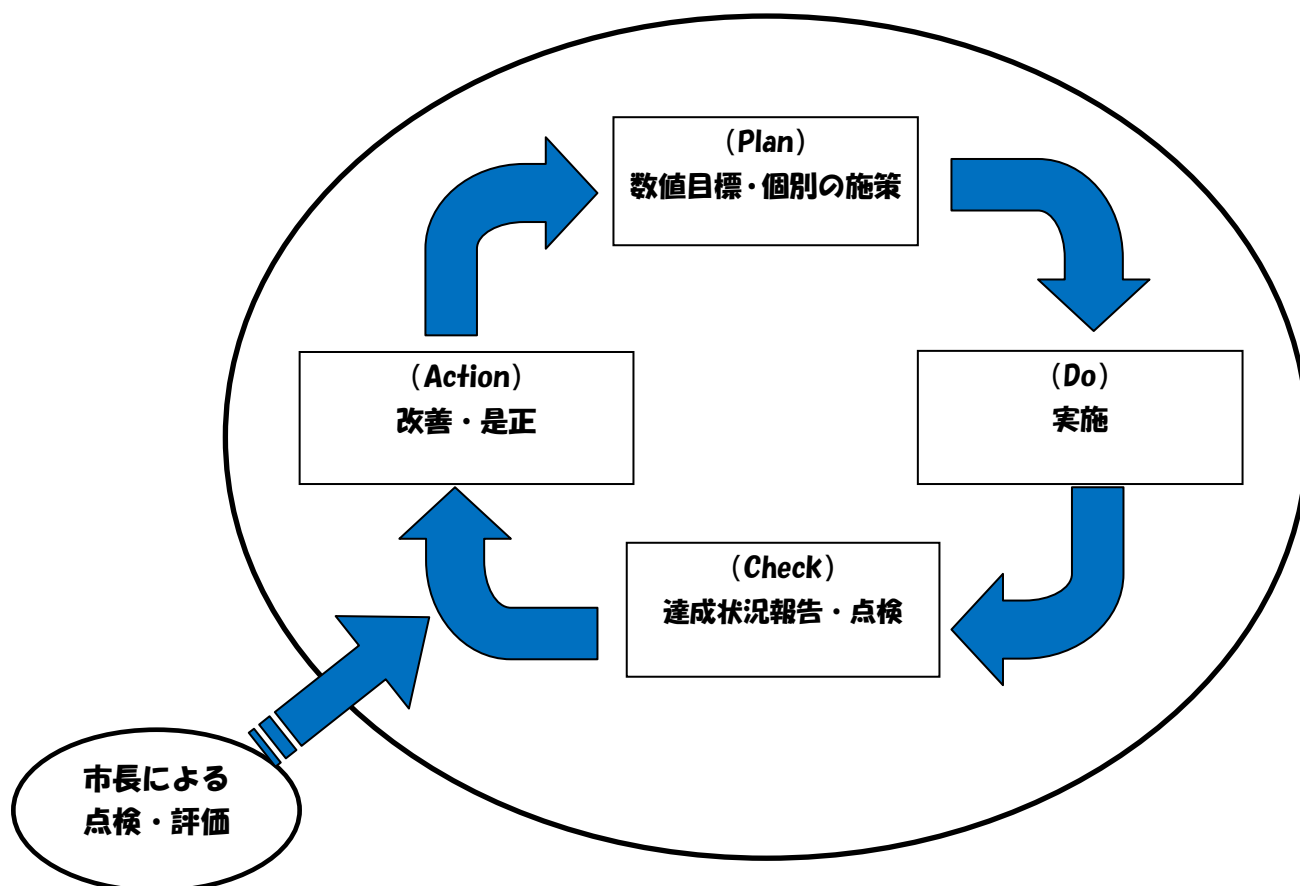 (Plan)
数値目標・個別の施策
(Action)
改善・是正
(Do)
実施
(Check)
達成状況報告・点検
市長による
点検・評価